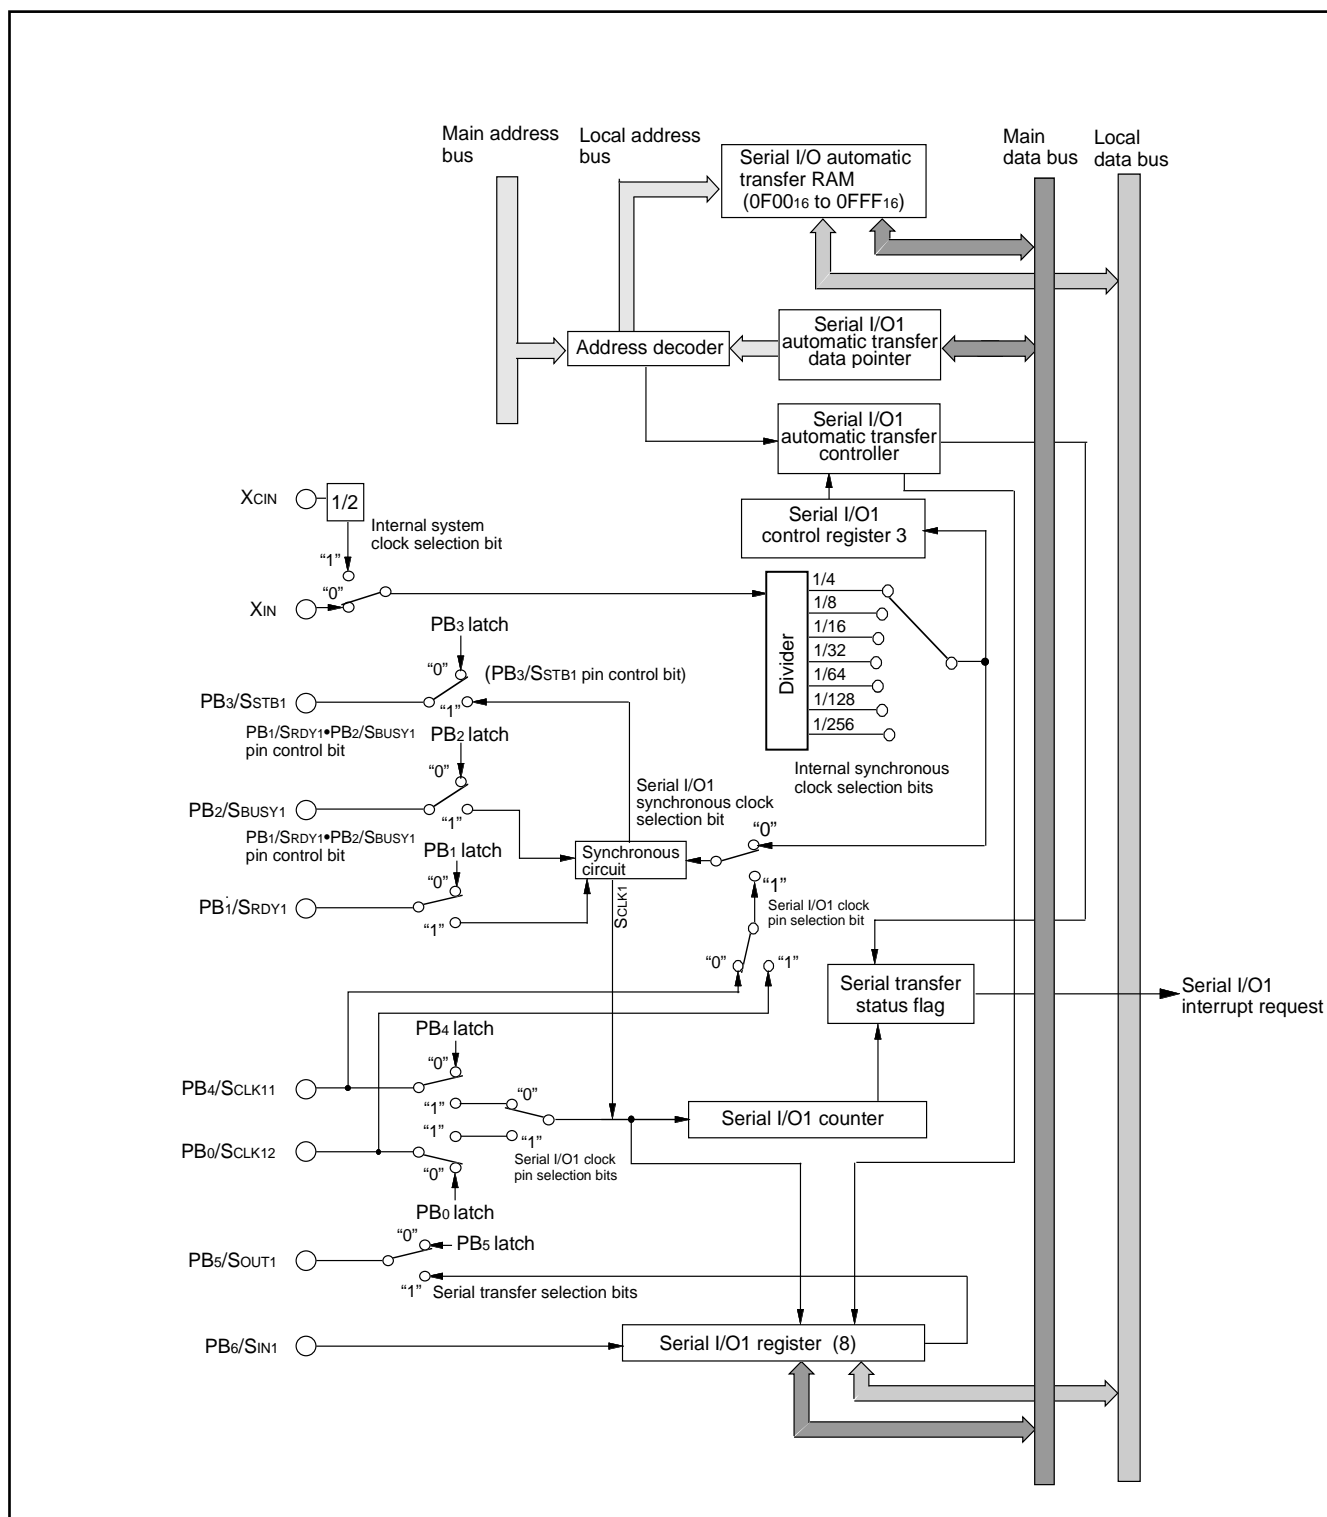 Main address
bus
Local address
bus
Serial I/O automatic
transfer RAM
(0F0016 to 0FFF16)
Main
data bus
Local
data bus
Address decoder
Serial I/O1
automatic transfer
data pointer
Serial I/O1
automatic transfer
controller
XCIN
1/2
Internal system
clock selection bit
“1”
“0”
XIN
Serial I/O1
control register 3
Divider
1/4
1/8
1/16
1/32
1/64
1/128
1/256
Internal synchronous
clock selection bits
PB3 latch
“0”
(PB3/SSTB1 pin control bit)
PB3/SSTB1
“1”
PB1/SRDY1•PB2/SBUSY1
pin control bit
PB2 latch
“0”
PB2/SBUSY1
“1”
Serial I/O1
synchronous clock
selection bit
“0”
PB1/SRDY1•PB2/SBUSY1
pin control bit
PB1 latch
Synchronous
circuit
“0”
PB1/SRDY1
“1”
SCLK1
“1”
Serial I/O1 clock
pin selection bit
“0”
“1”
Serial transfer
status flag
Serial I/O1
interrupt request
PB4 latch
“0”
PB4/SCLK11
“1”
“0”
Serial I/O1 counter
“1”
“1”
PB0/SCLK12
“0”
Serial I/O1 clock
pin selection bits
PB0 latch
“0”
PB5 latch
PB5/SOUT1
“1”
Serial transfer selection bits
PB6/SIN1
Serial I/O1 register (8)